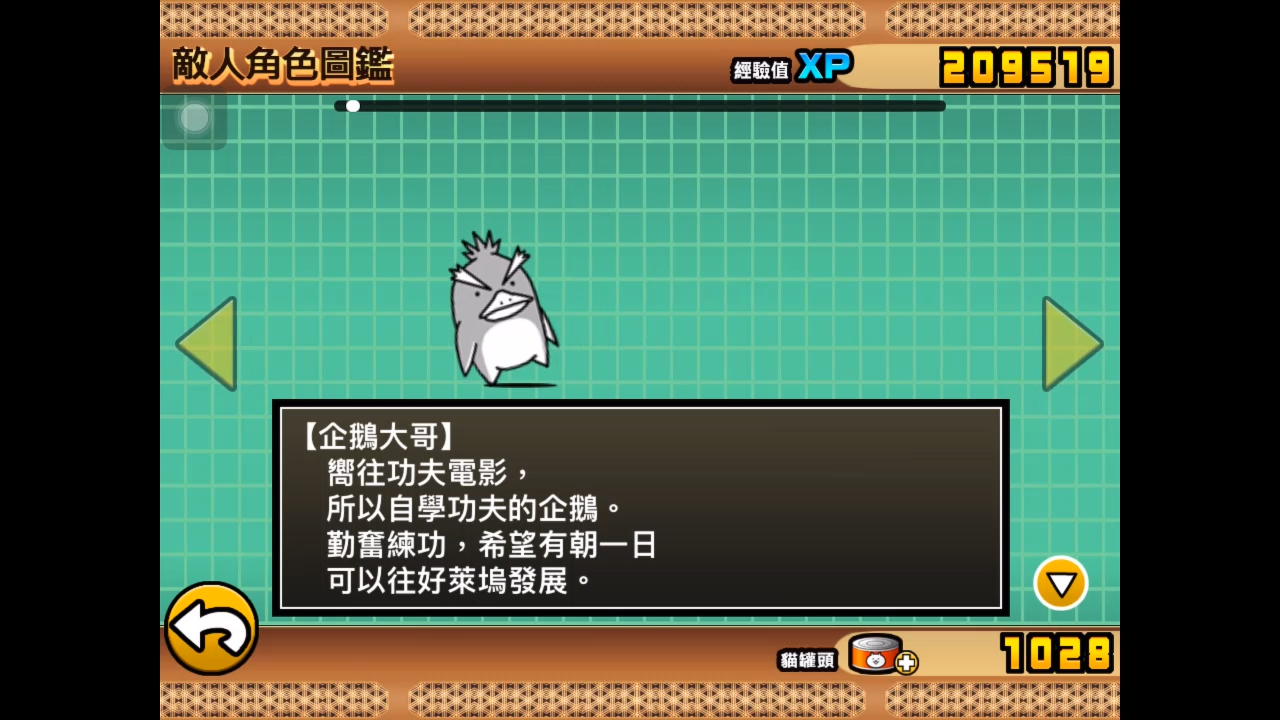 敵人角色圖鑑
經驗值 XP 209519
【企鵝大哥】
嚮往功夫電影，
所以自學功夫的企鵝。
勤奮練功，希望有朝一日
可以往好萊塢發展。
貓罐頭 1028